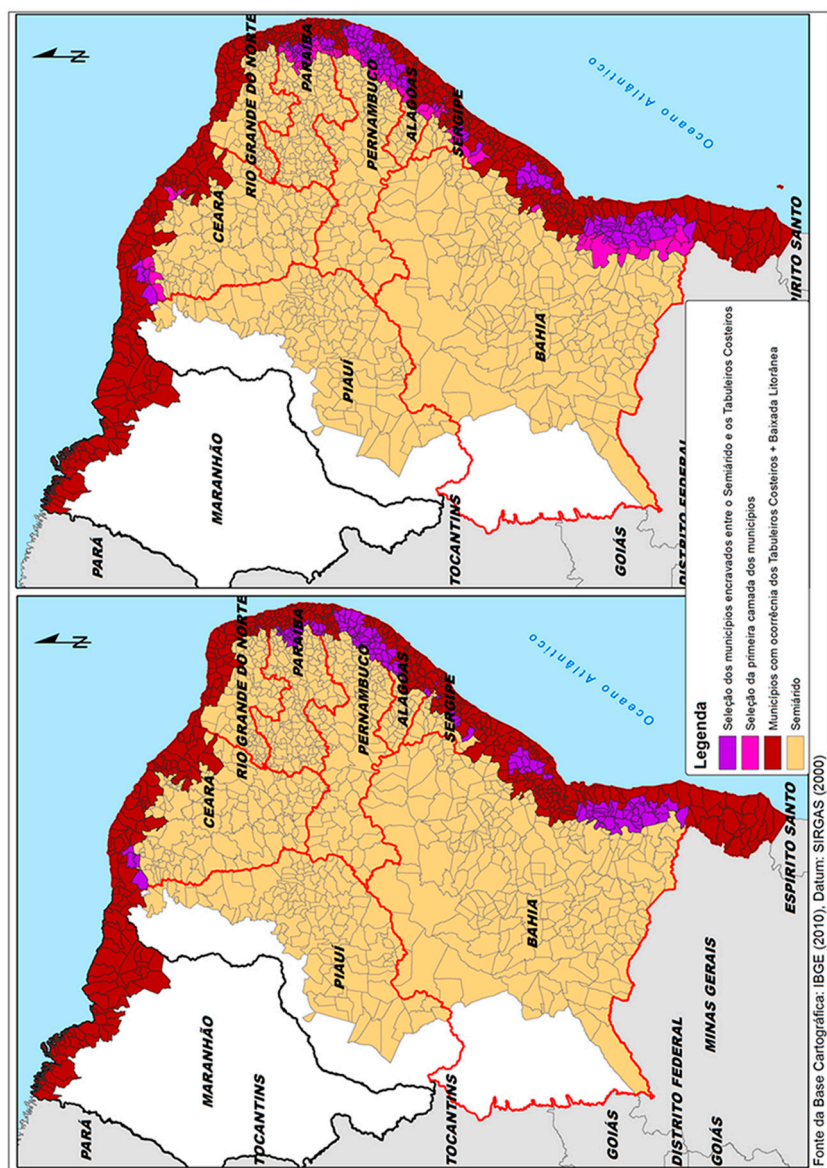 N
PARÁ
MARANHÃO
TOCANTINS
CEARÁ
RIO GRANDE DO NORTE
PARAÍBA
PIAUÍ
PERNAMBUCO
ALAGOAS
SERGIPE
TOCANTINS
BAHIA
Oceano Atlântico
GOIÁS
DISTRITO FEDERAL
GOIÁS
MINAS GERAIS
ESPIRITO SANTO
N
PARÁ
MARANHÃO
CEARÁ
RIO GRANDE DO NORTE
PARAÍBA
PIAUÍ
PERNAMBUCO
ALAGOAS
SERGIPE
TOCANTINS
BAHIA
Oceano Atlântico
GOIÁS
DISTRITO FEDERAL
PIRITO SANTO
Legenda
Seleção dos municípios encravados entre o Semiárido e os Tabuleiros Costeiros
Seleção da primeira camada dos municípios
Municípios com ocorrêcnia dos Tabuleiros Costeiros + Baixada Litorânea
Semiárido
Fonte da Base Cartográfica: IBGE (2010), Datum: SIRGAS (2000)